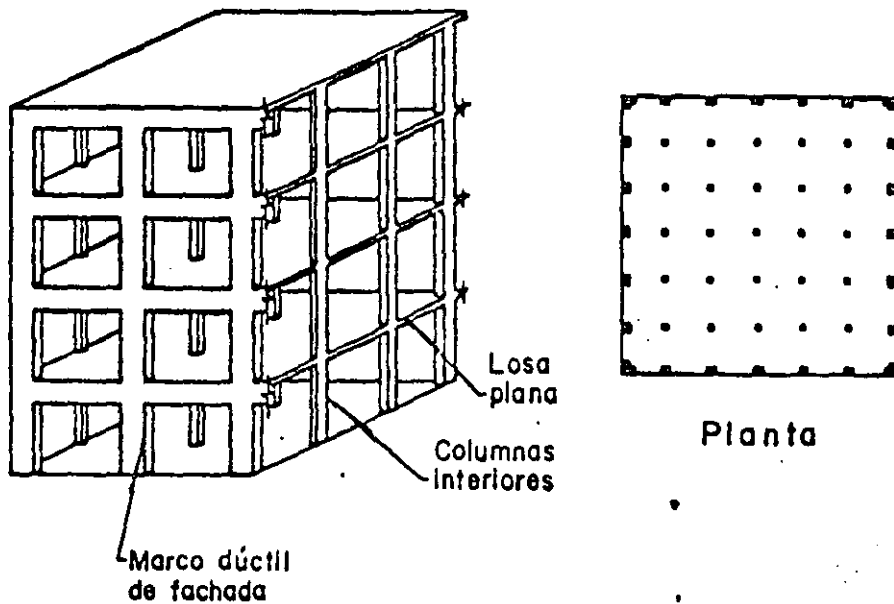 Losa
plana
Columnas
interiores
Marco dúctil
de fachada
Planta